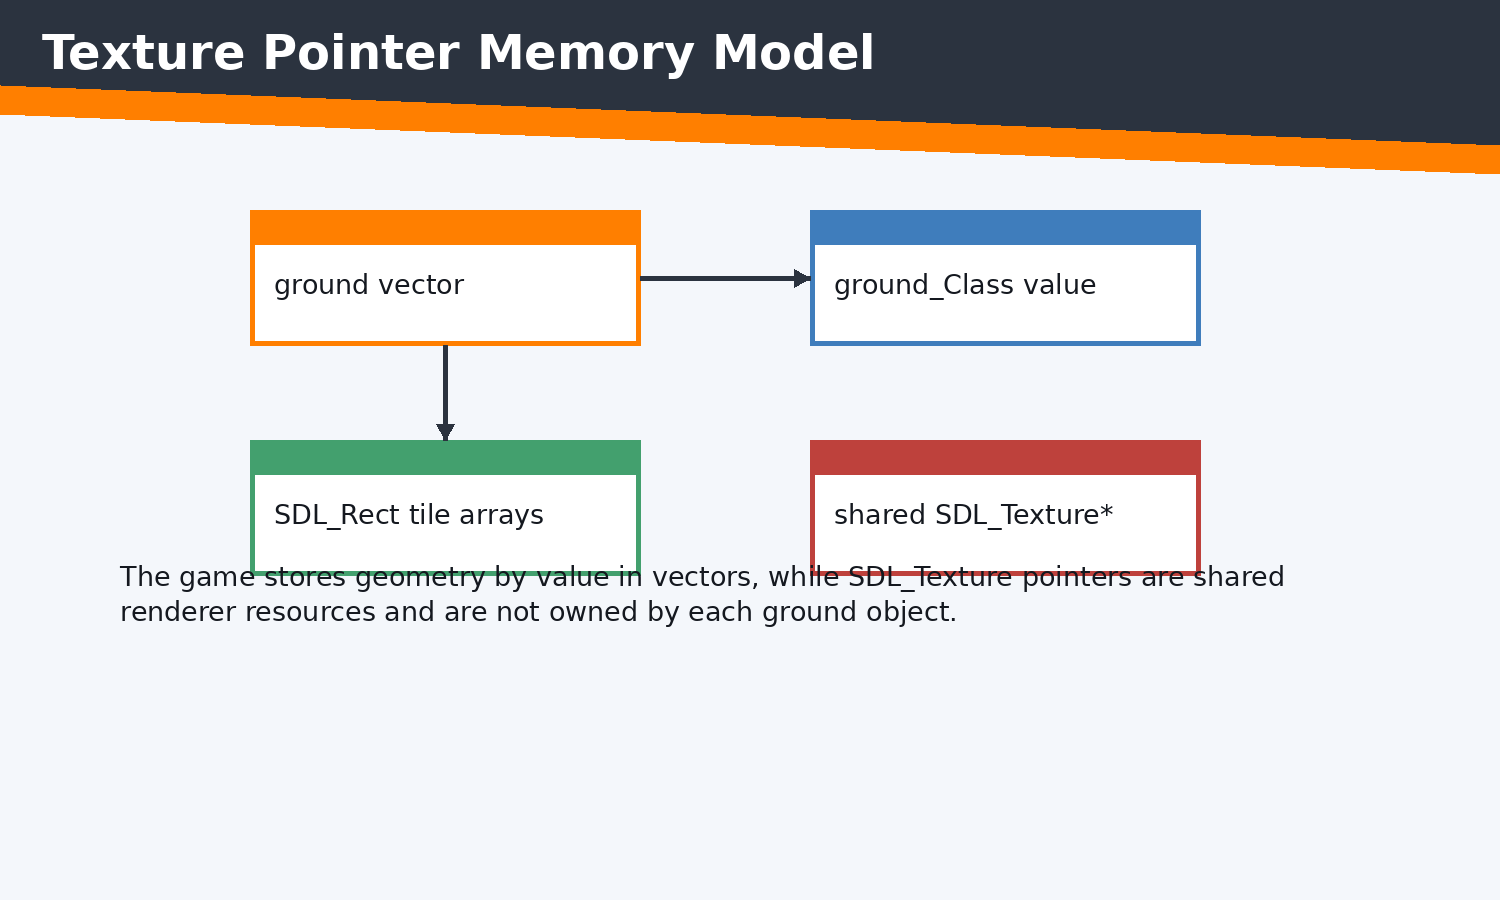 Texture Pointer Memory Model
ground vector
ground_Class value
SDL_Rect tile arrays
shared SDL_Texture*
The game stores geometry by value in vectors, while SDL_Texture pointers are shared
renderer resources and are not owned by each ground object.